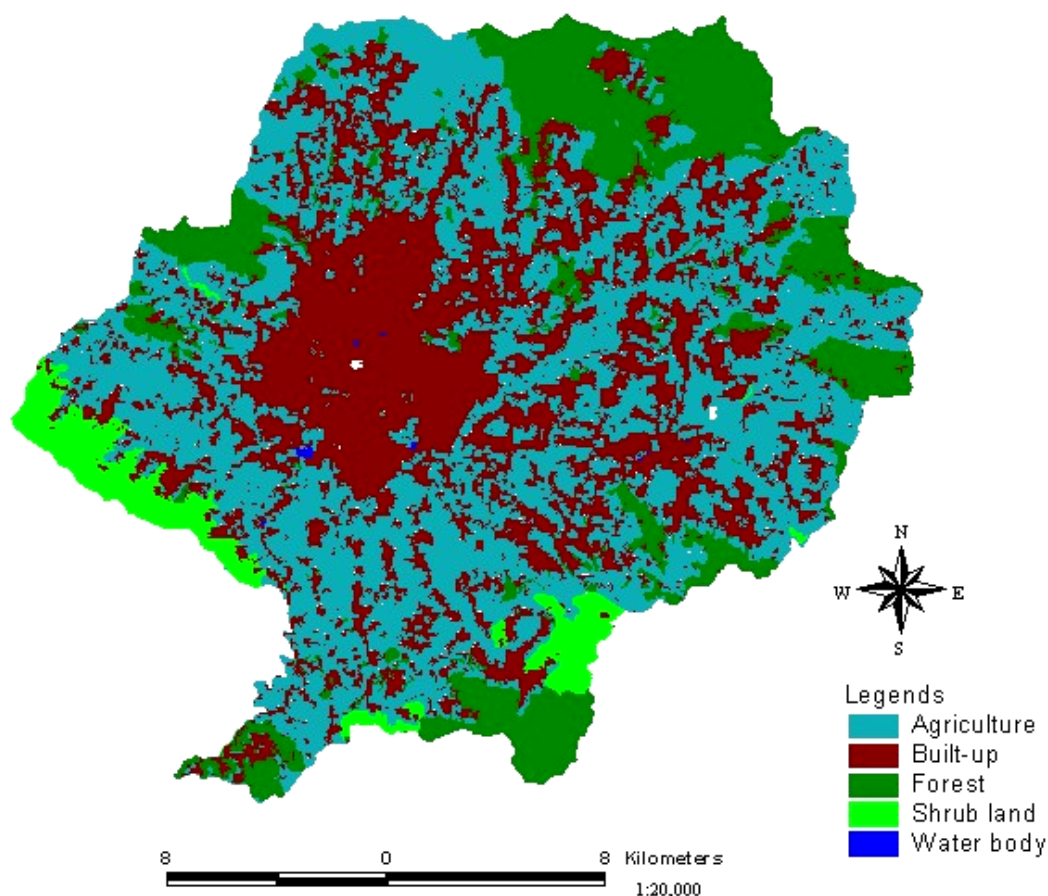 N
W E
S
Legends
Agriculture
Built-up
Forest
Shrub land
Water body
8 0 8 Kilometers
1:20,000